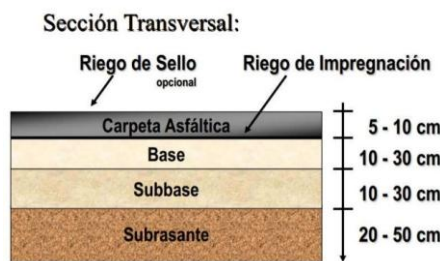 Sección Transversal:
Riego de Sello
opcional
Riego de Impregnación
Carpeta Asfáltica
5 - 10 cm
Base
10 - 30 cm
Subbase
10 - 30 cm
Subrasante
20 - 50 cm